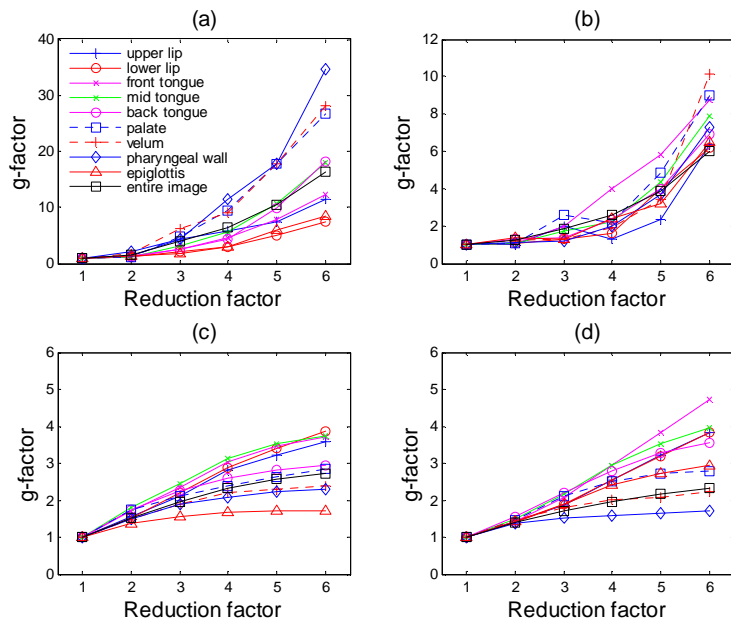 (a)
40
30
20
10
0
g-factor
upper lip
lower lip
front tongue
mid tongue
back tongue
palate
velum
pharyngeal wall
epiglottis
entire image
1 2 3 4 5 6
Reduction factor
(b)
12
10
8
6
4
2
0
g-factor
1 2 3 4 5 6
Reduction factor
(c)
6
5
4
3
2
1
0
g-factor
1 2 3 4 5 6
Reduction factor
(d)
6
5
4
3
2
1
0
g-factor
1 2 3 4 5 6
Reduction factor